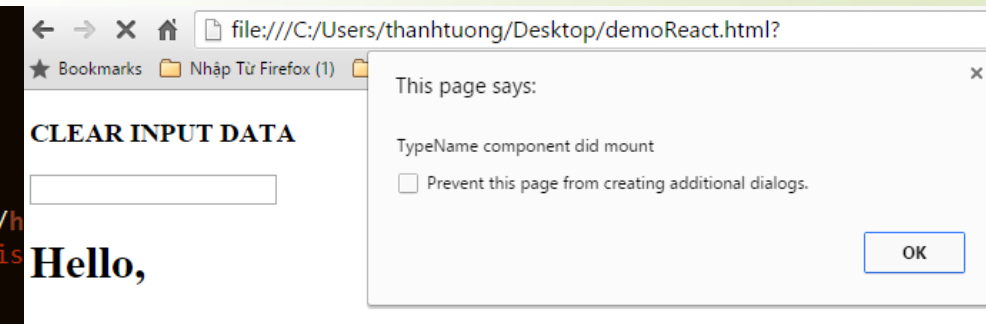 file:///C:/Users/thanhtuong/Desktop/demoReact.html?
Bookmarks Nhập Từ Firefox (1)
This page says:
CLEAR INPUT DATA
TypeName component did mount
Prevent this page from creating additional dialogs.
/h
is
Hello,
OK